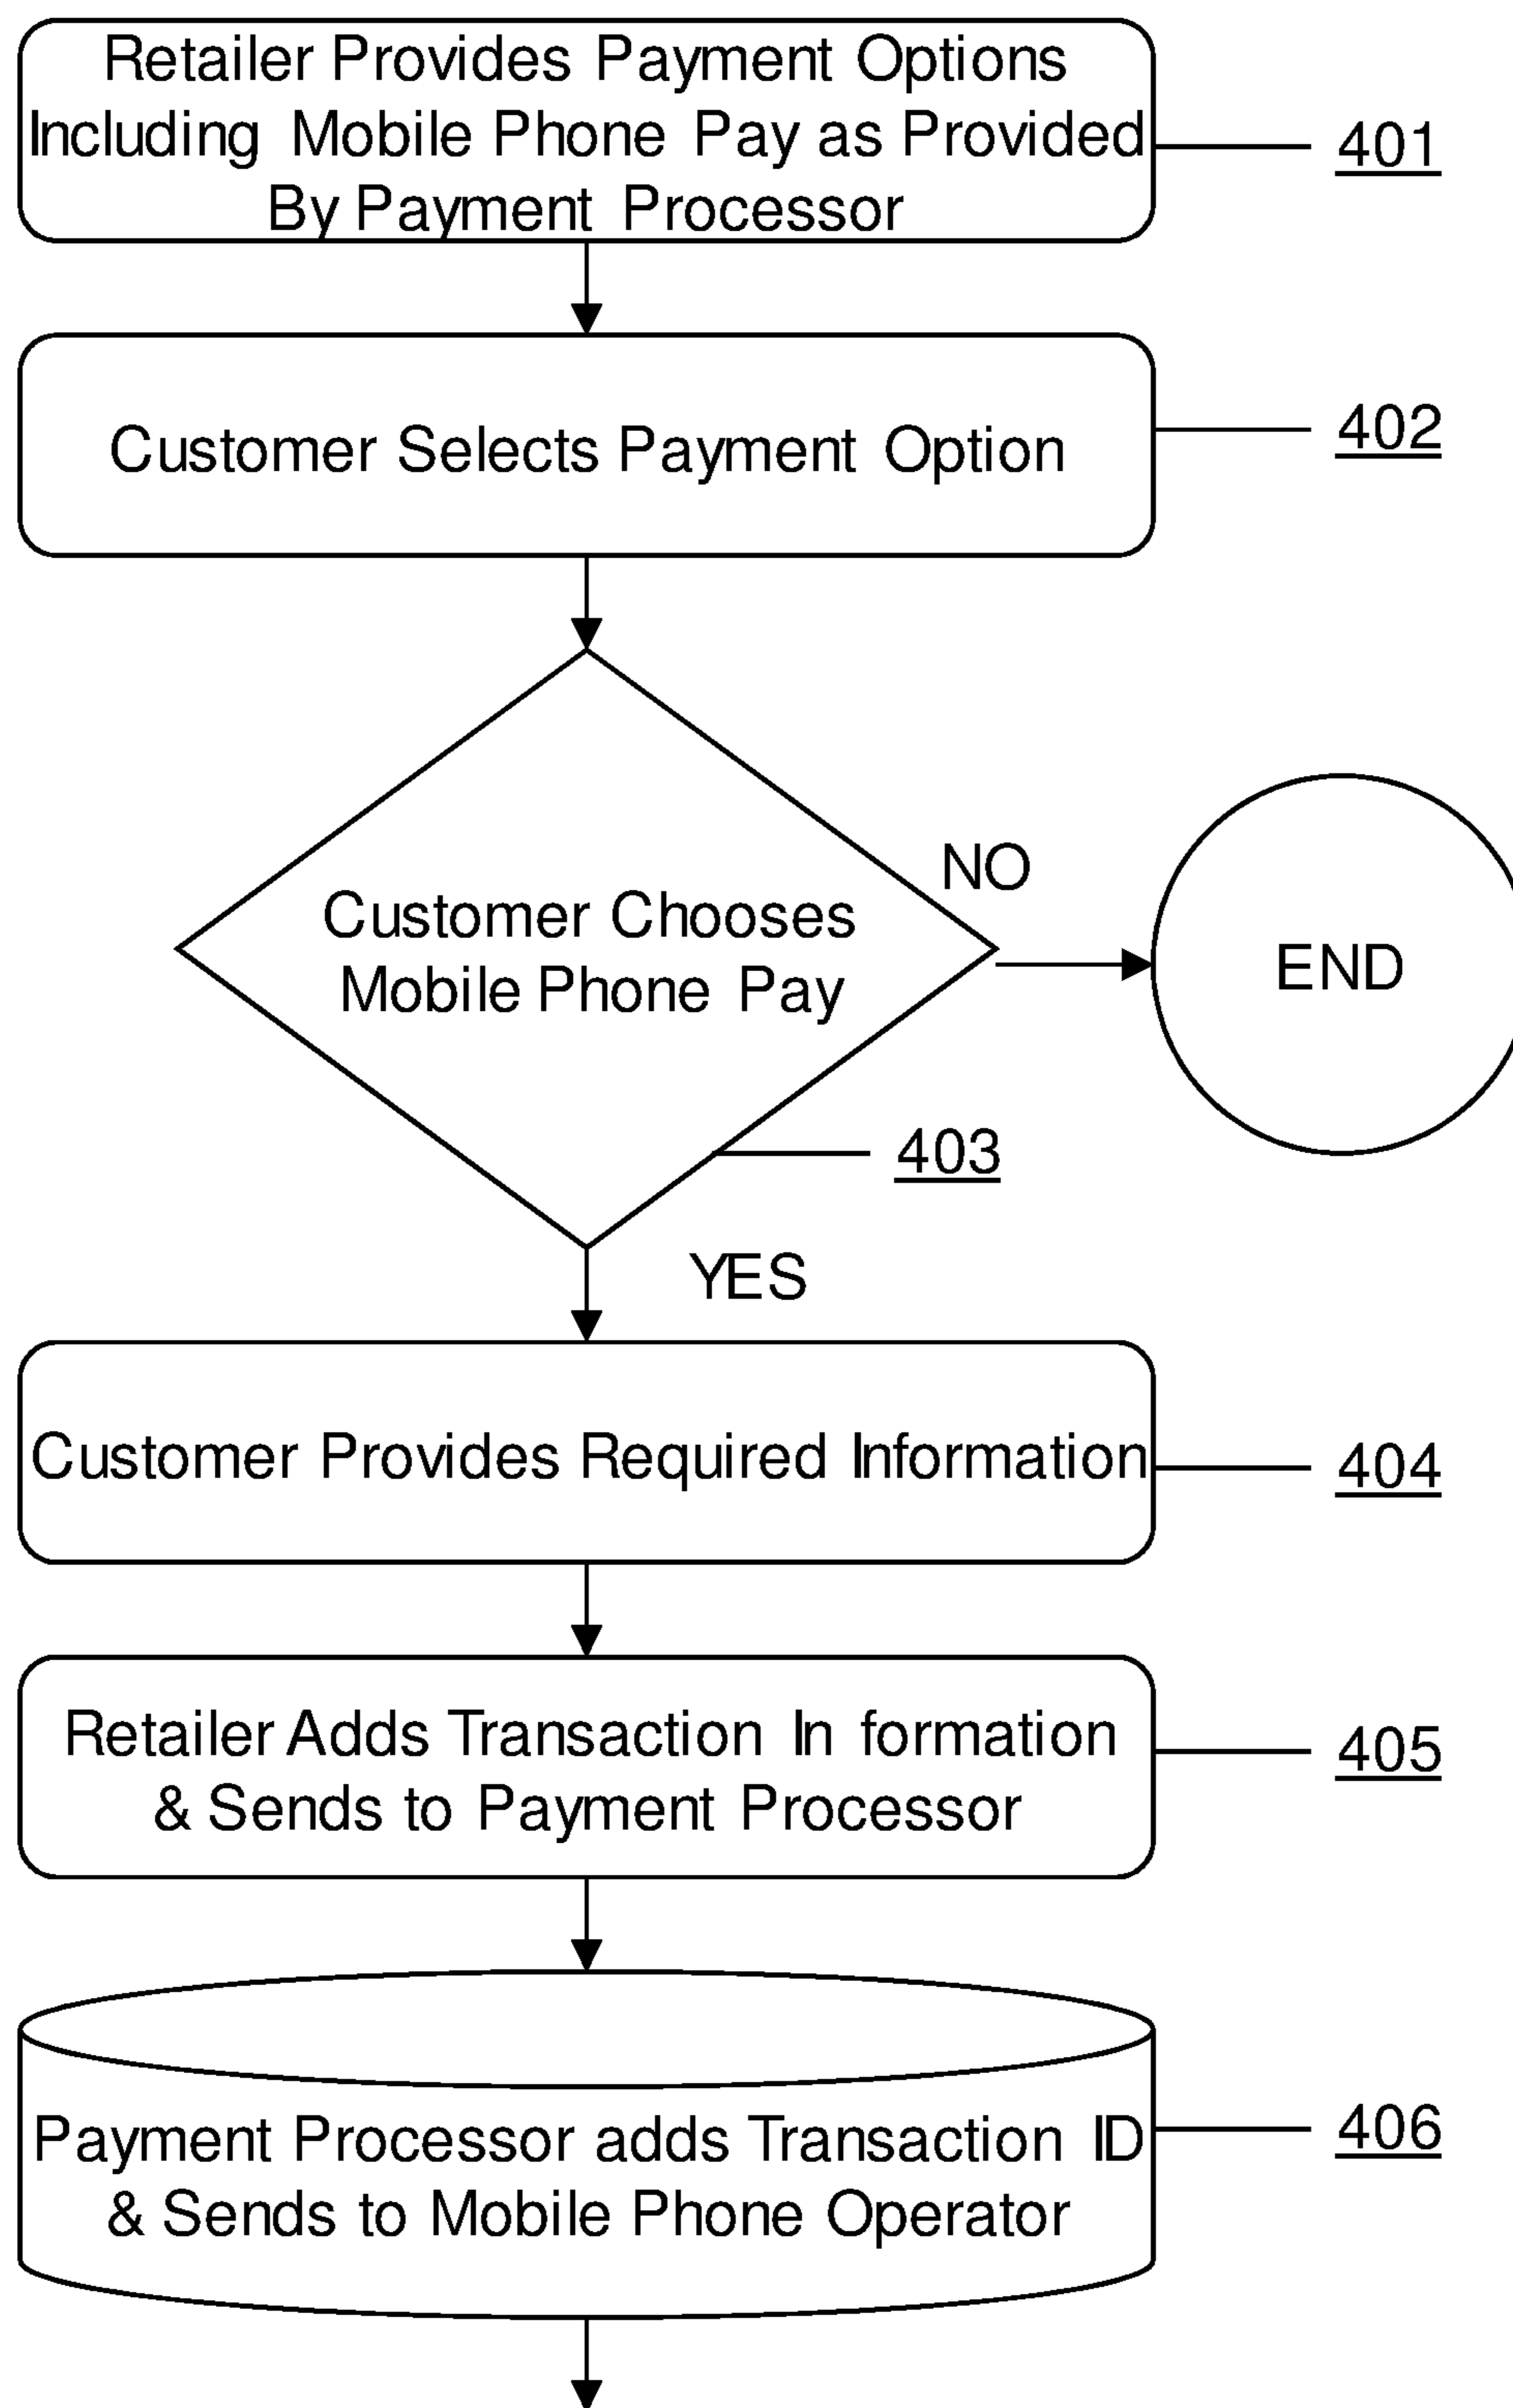 Retailer Provides Payment Options
Including Mobile Phone Pay as Provided
By Payment Processor
401
Customer Selects Payment Option
402
NO
Customer Chooses
Mobile Phone Pay
END
403
YES
Customer Provides Required Information
404
Retailer Adds Transaction In formation
& Sends to Payment Processor
405
Payment Processor adds Transaction ID
& Sends to Mobile Phone Operator
406